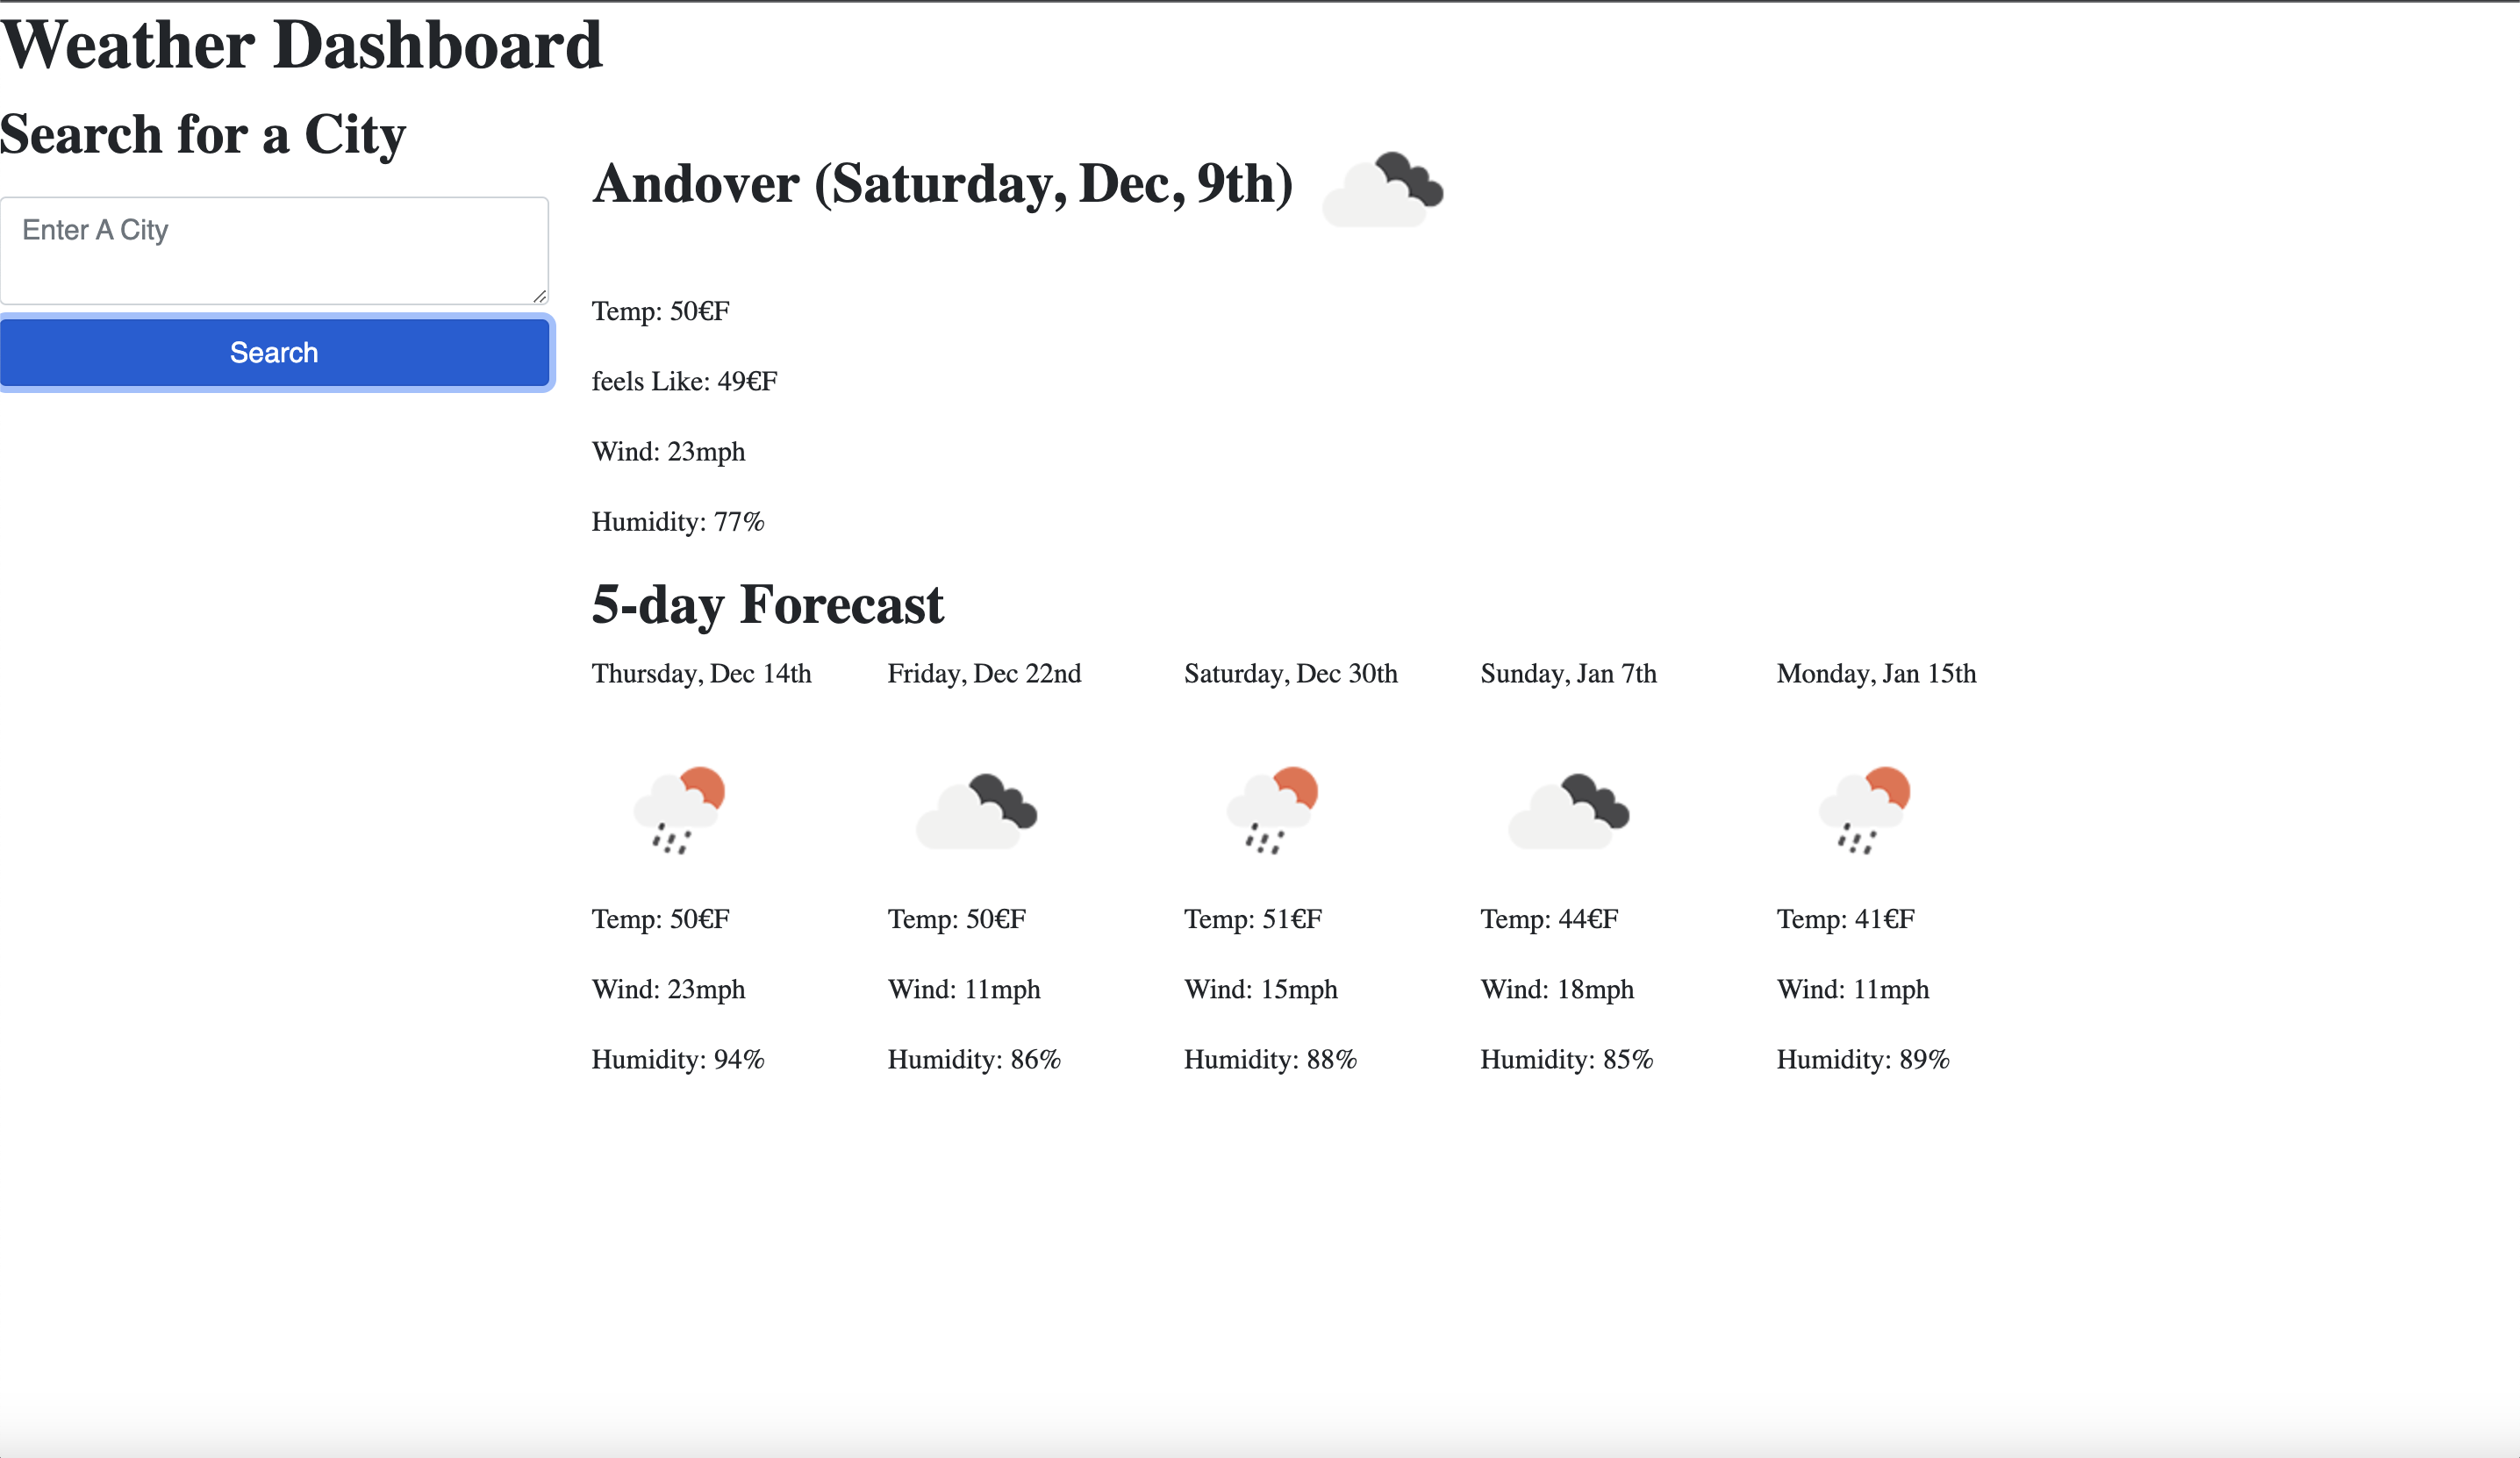 Weather Dashboard
Search for a City
Enter A City
Search
Andover (Saturday, Dec, 9th)
Temp: 50€F
feels Like: 49€F
Wind: 23mph
Humidity: 77%
5-day Forecast
Thursday, Dec 14th
Temp: 50€F
Wind: 23mph
Humidity: 94%
Friday, Dec 22nd
Temp: 50€F
Wind: 11mph
Humidity: 86%
Saturday, Dec 30th
Temp: 51€F
Wind: 15mph
Humidity: 88%
Sunday, Jan 7th
Temp: 44€F
Wind: 18mph
Humidity: 85%
Monday, Jan 15th
Temp: 41€F
Wind: 11mph
Humidity: 89%